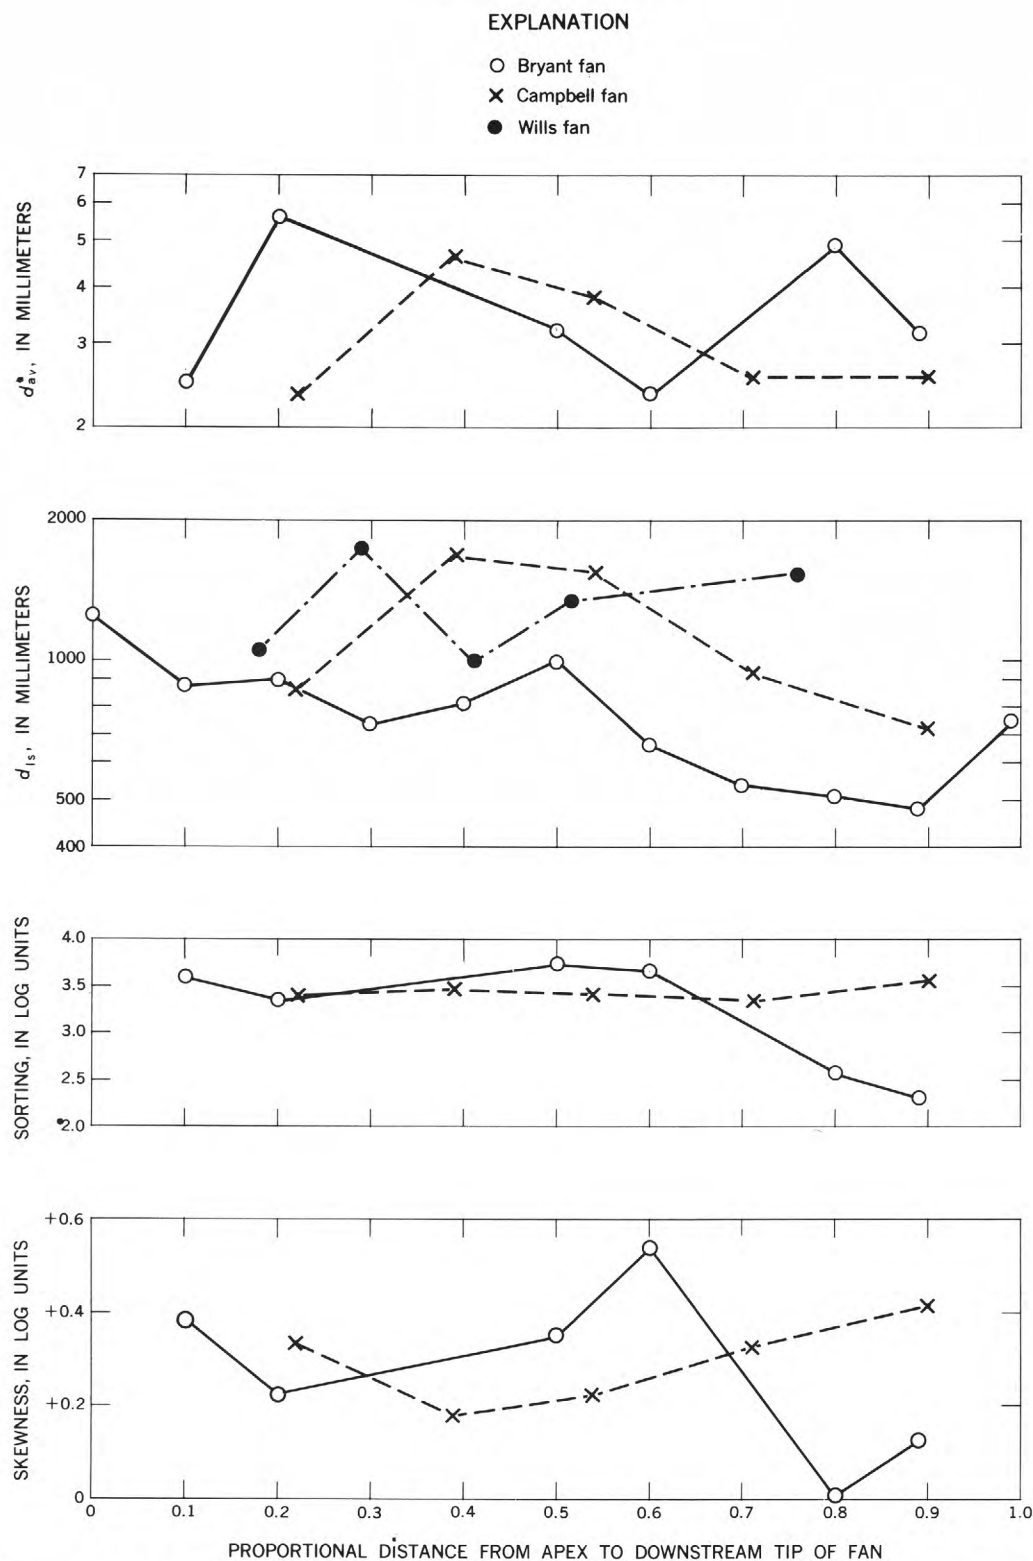 EXPLANATION
Bryant fan
Campbell fan
Wills fan
7
6
5
4
3
2
d*av, IN MILLIMETERS
2000
1000
500
400
dls, IN MILLIMETERS
4.0
3.5
3.0
2.5
2.0
SORTING, IN LOG UNITS
+0.6
+0.4
+0.2
0
SKEWNESS, IN LOG UNITS
0 0.1 0.2 0.3 0.4 0.5 0.6 0.7 0.8 0.9 1.0
PROPORTIONAL DISTANCE FROM APEX TO DOWNSTREAM TIP OF FAN